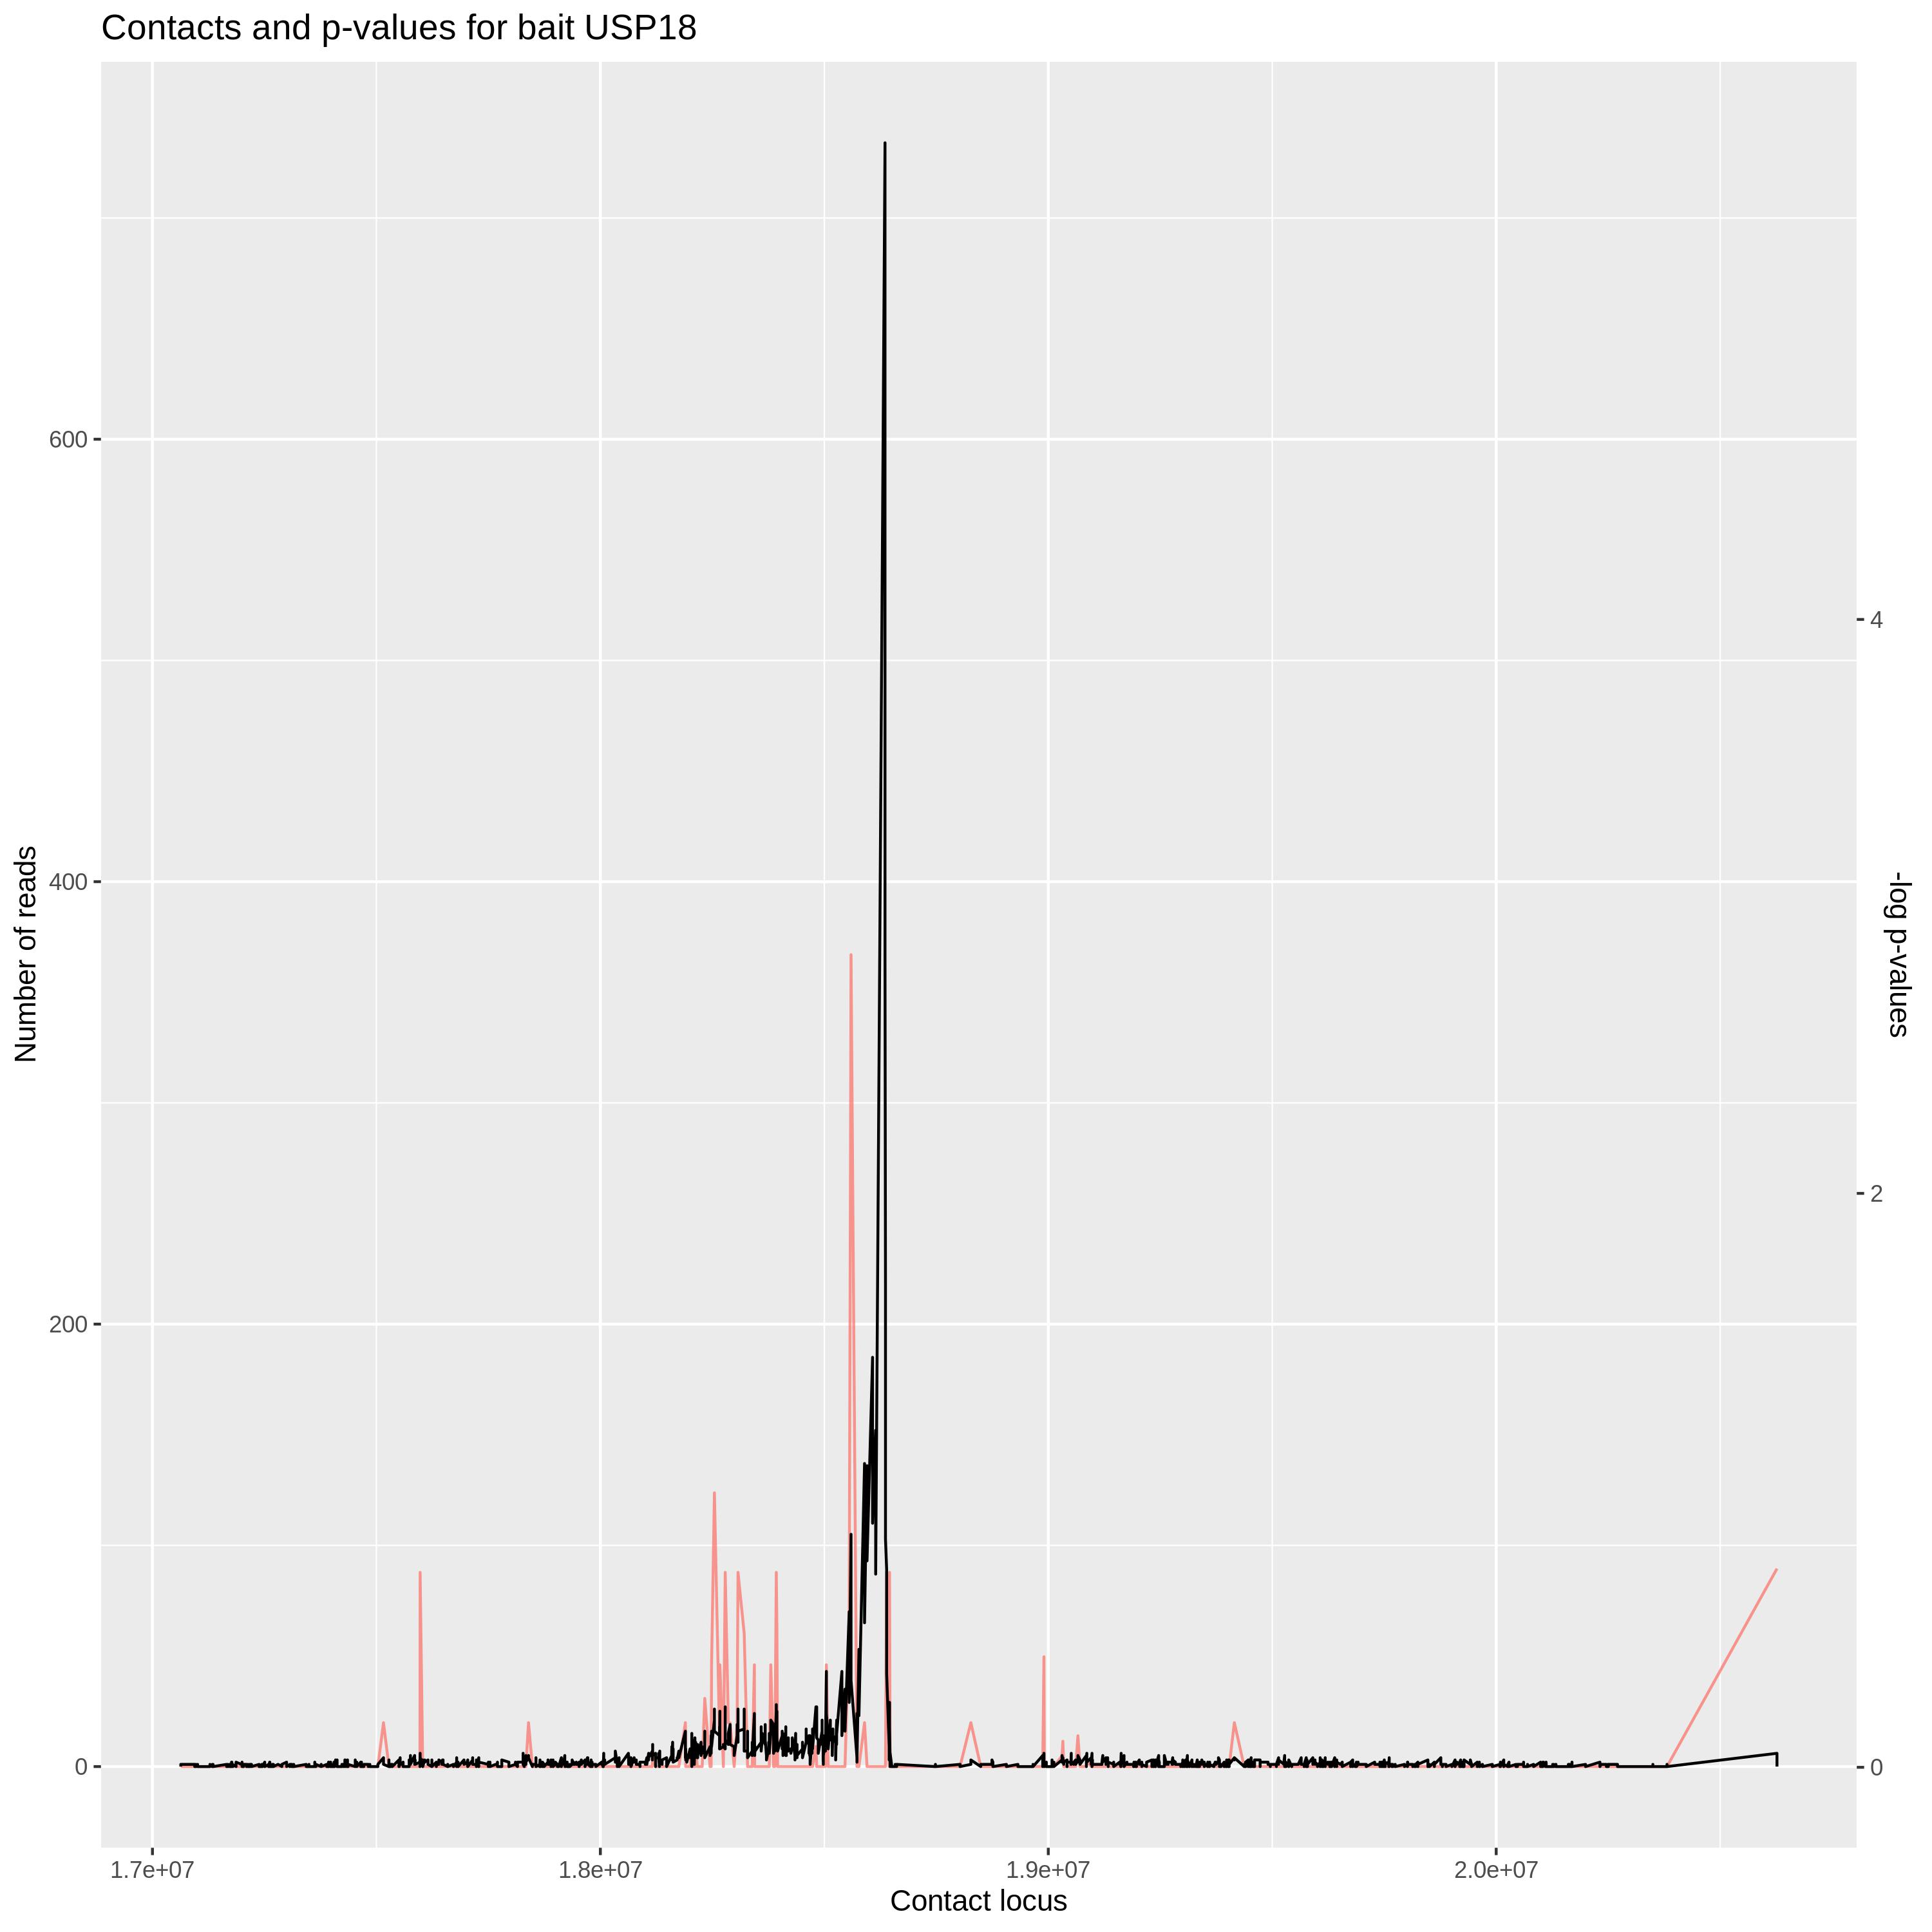 Contacts and p-values for bait USP18
Number of reads
600
400
200
0
4
2
0
-log p-values
1.7e+07 1.8e+07 1.9e+07 2.0e+07
Contact locus